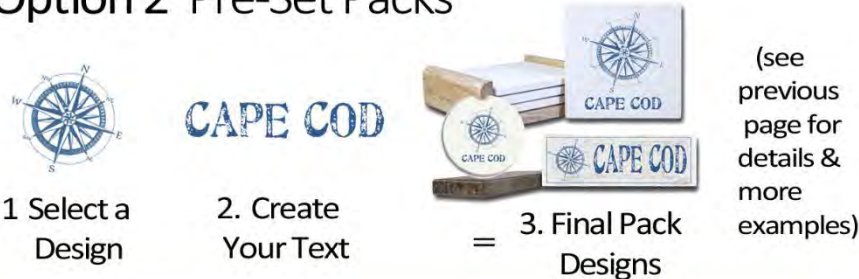 Option 2 Pre-Set Packs
N
W
E
S
CAPE COD
N
W
E
S
CAPE COD
CAPE COD
CAPE COD
(see
previous
page for
details &
more
examples)
1 Select a
Design
2. Create
Your Text
=
3. Final Pack
Designs